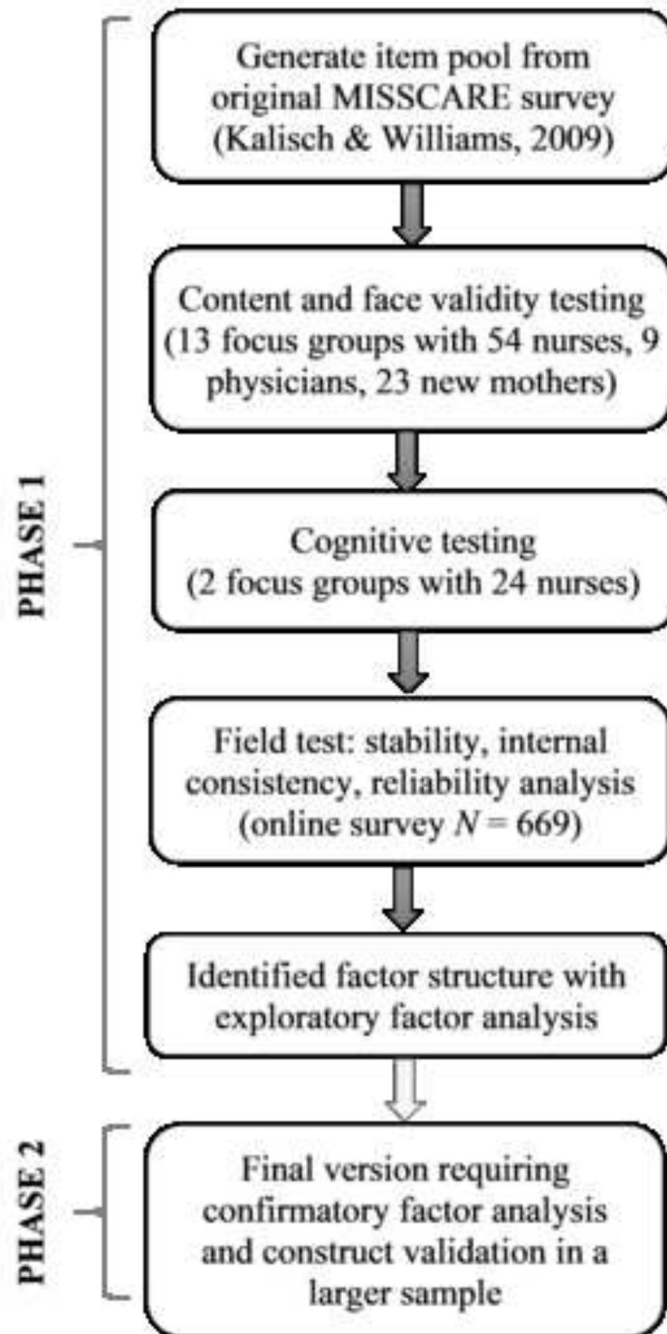 PHASE 1
Generate item pool from
original MISSCARE survey
(Kalisch & Williams, 2009)
Content and face validity testing
(13 focus groups with 54 nurses, 9
physicians, 23 new mothers)
Cognitive testing
(2 focus groups with 24 nurses)
Field test: stability, internal
consistency, reliability analysis
(online survey N = 669)
Identified factor structure with
exploratory factor analysis
PHASE 2
Final version requiring
confirmatory factor analysis
and construct validation in a
larger sample